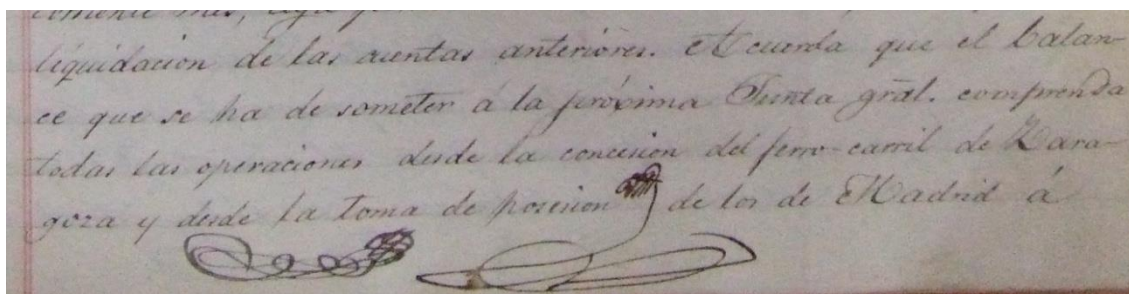 corriente mes,
liquidacion de las cuentas anteriores. Acuerda que el balan-
ce que se ha de someter á la próxima Junta gral. comprenda
todas las operaciones desde la concesion del ferro-carril de Zara-
goza y desde la toma de posesion de los de Madrid á